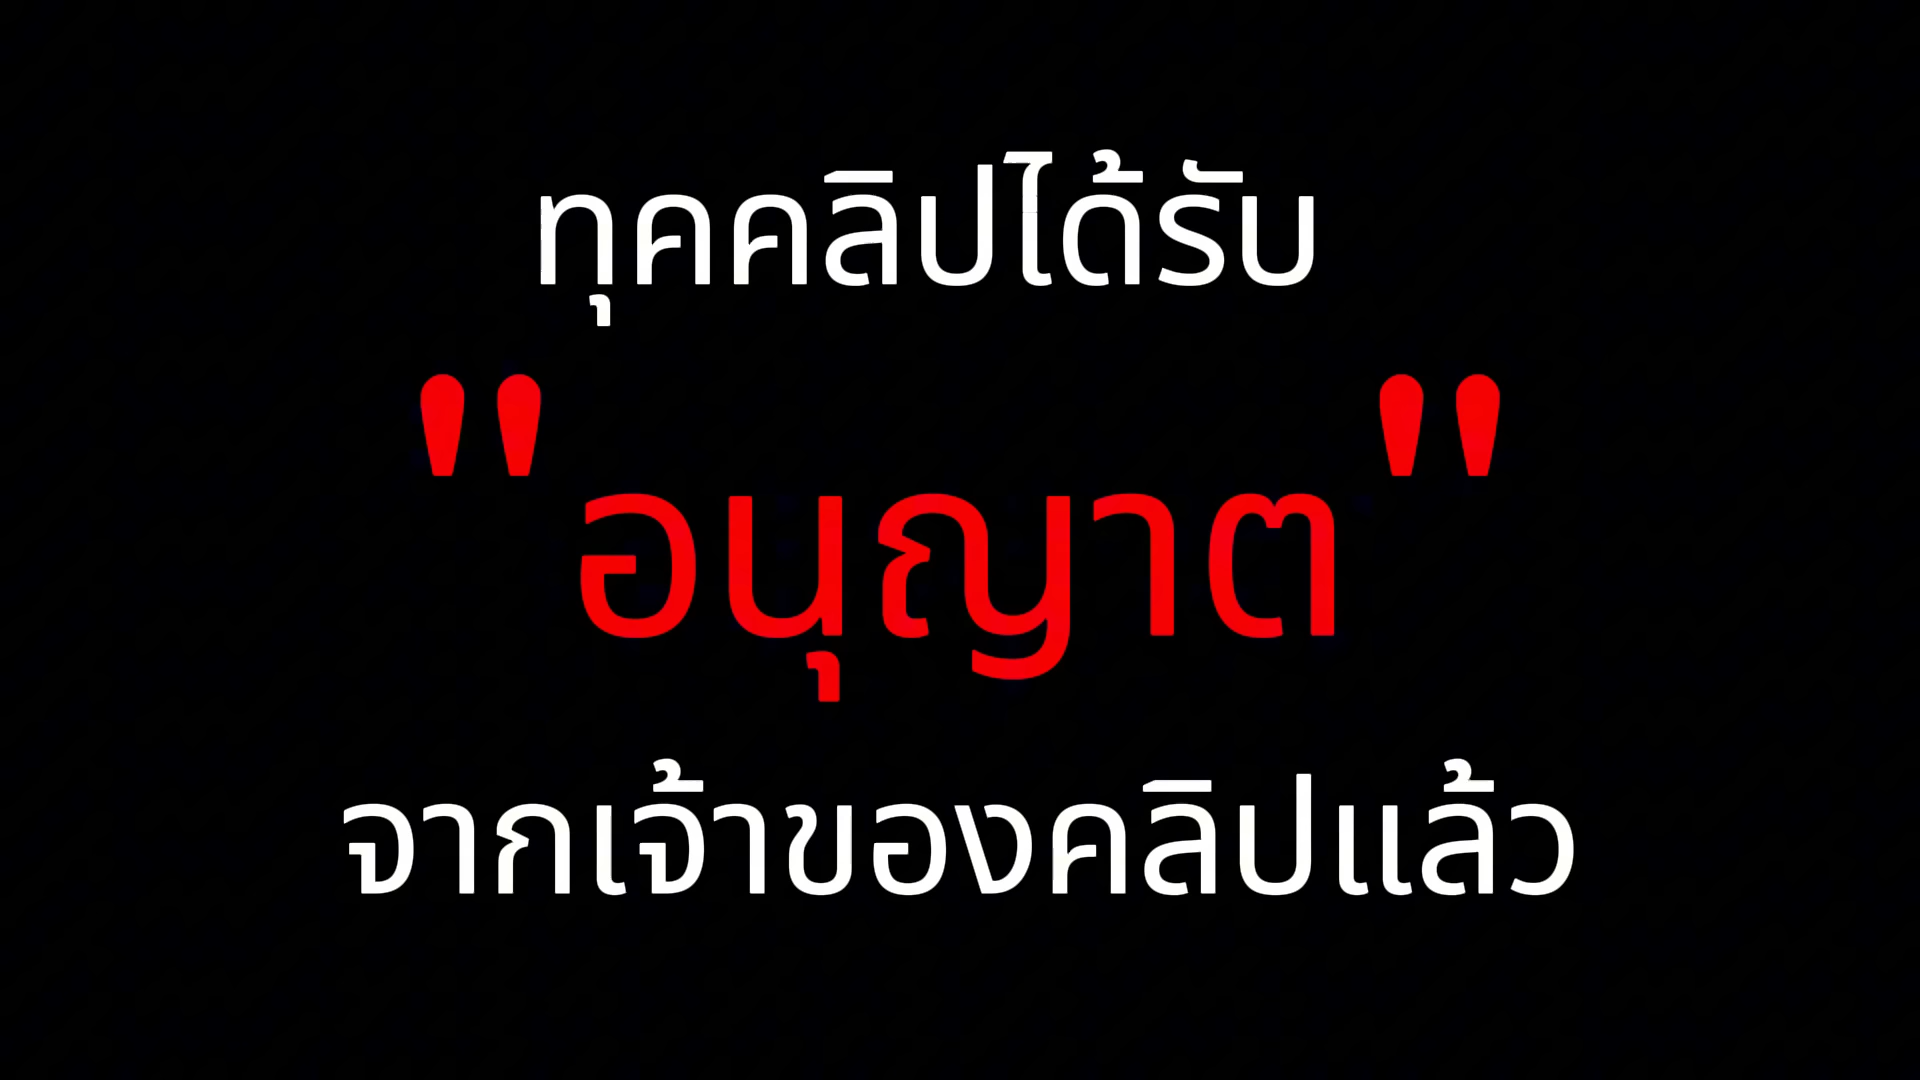 ทุกคลิปได้รับ
"อนุญาต"
จากเจ้าของคลิปแล้ว